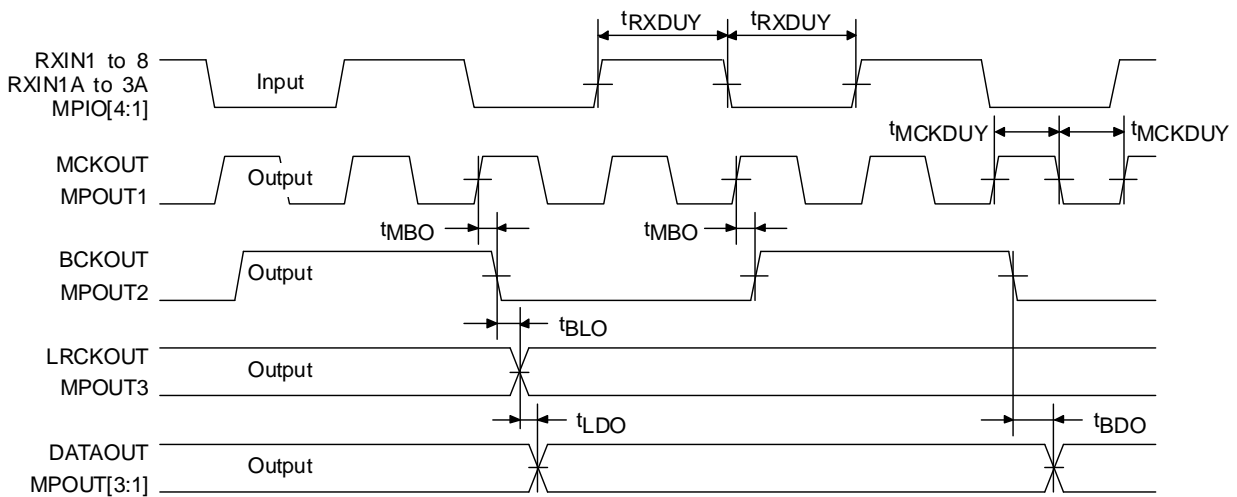 tRXDUY tRXDUY
RXIN1 to 8
RXIN1A to 3A
MPIO[4:1]
Input
tMCKDUY tMCKDUY
MCKOUT
MPOUT1
Output
tMBO tMBO
BCKOUT
MPOUT2
Output
tBLO
LRCKOUT
MPOUT3
Output
tLDO tBDO
DATAOUT
MPOUT[3:1]
Output